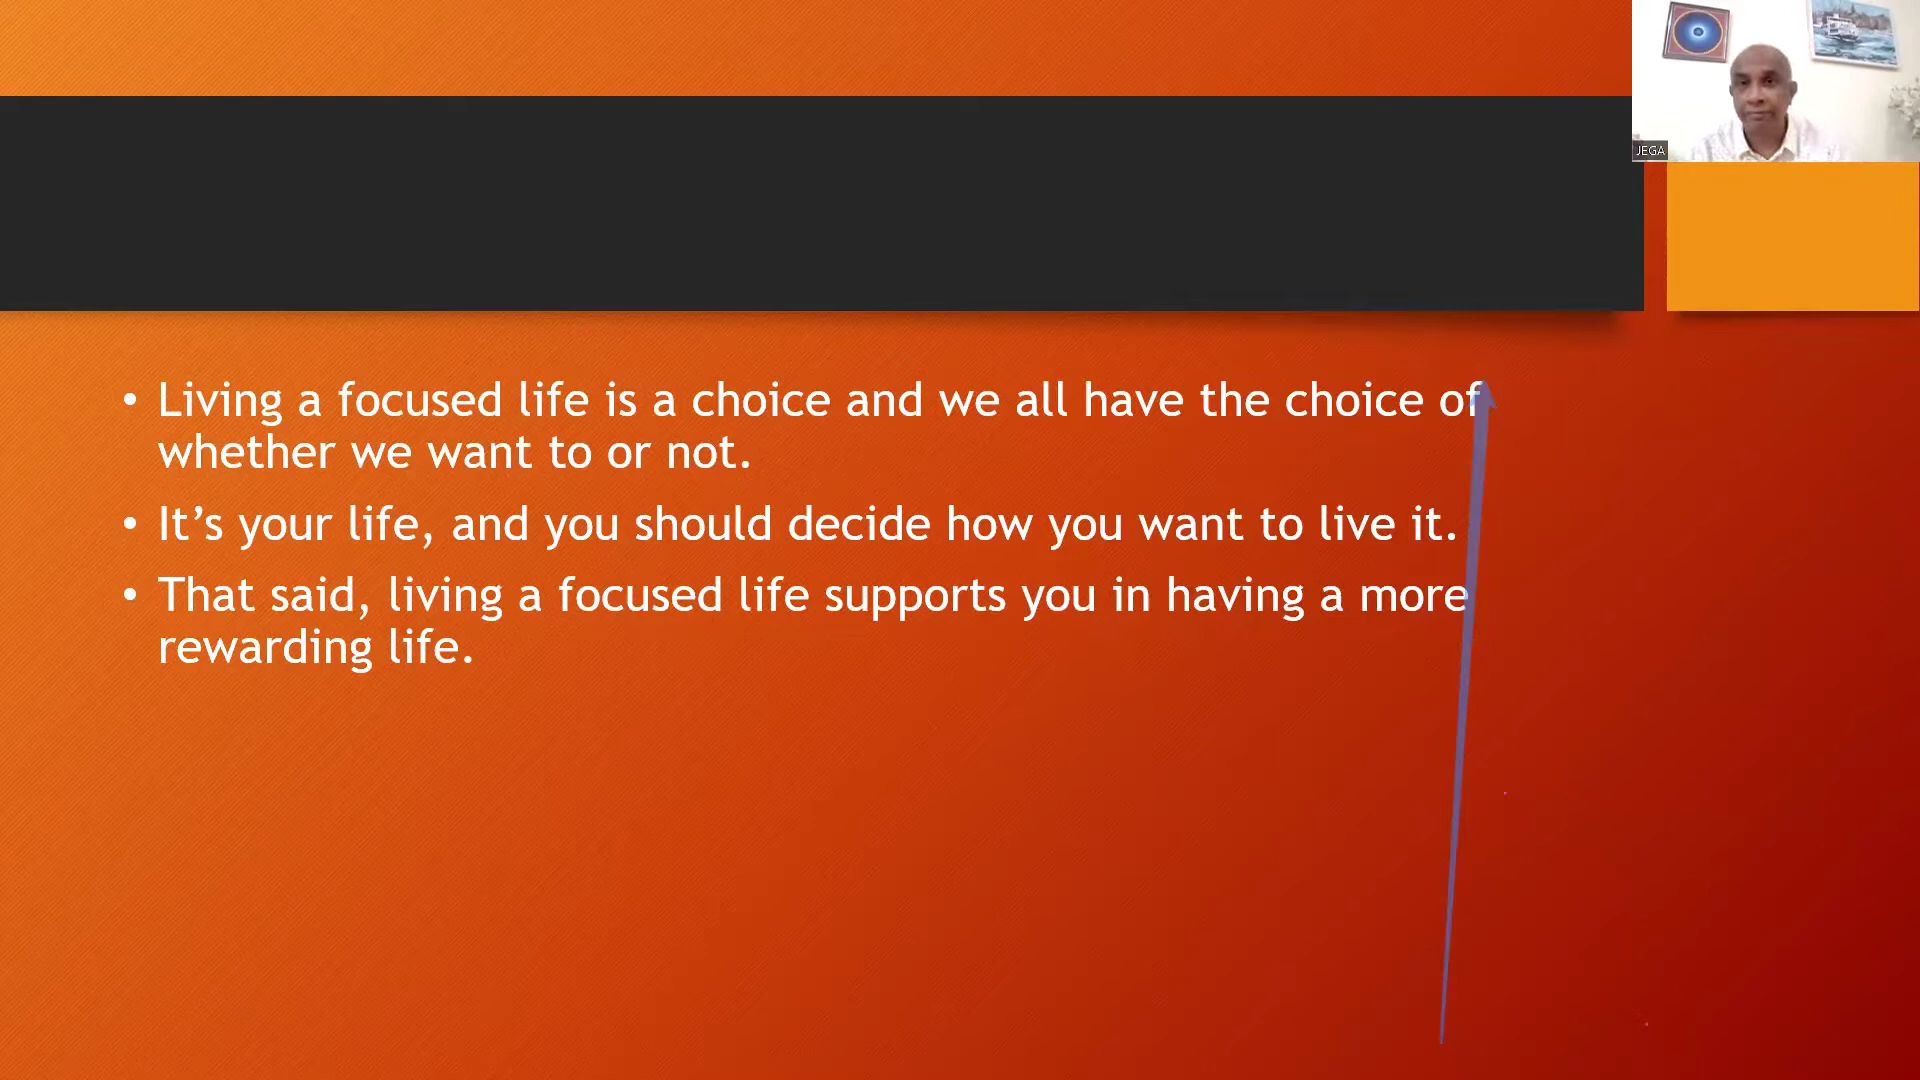 JEGA
• Living a focused life is a choice and we all have the choice of
whether we want to or not.
• It’s your life, and you should decide how you want to live it.
• That said, living a focused life supports you in having a more
rewarding life.